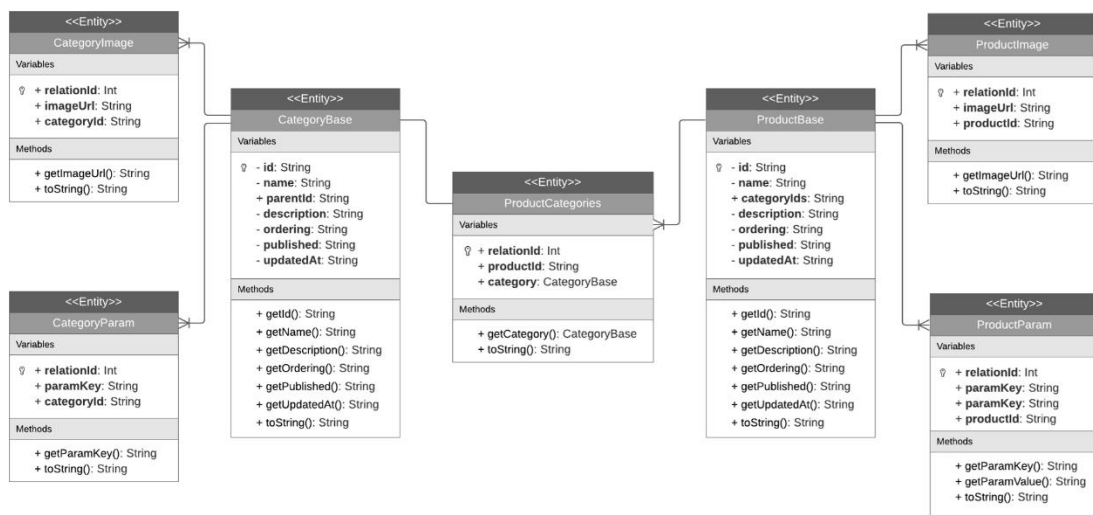 <<Entity>>
CategoryImage
Variables
+ relationId: Int
+ imageUrl: String
+ categoryId: String
Methods
+ getImageUrl(): String
+ toString(): String
<<Entity>>
CategoryParam
Variables
+ relationId: Int
+ paramKey: String
+ categoryId: String
Methods
+ getParamKey(): String
+ toString(): String
<<Entity>>
CategoryBase
Variables
- id: String
- name: String
+ parentId: String
- description: String
- ordering: String
- published: String
- updatedAt: String
Methods
+ getId(): String
+ getName(): String
+ getDescription(): String
+ getOrdering(): String
+ getPublished(): String
+ getUpdatedAt(): String
+ toString(): String
<<Entity>>
ProductCategories
Variables
+ relationId: Int
+ productId: String
+ category: CategoryBase
Methods
+ getCategory(): CategoryBase
+ toString(): String
<<Entity>>
ProductBase
Variables
- id: String
- name: String
+ categoryIds: String
- description: String
- ordering: String
- published: String
- updatedAt: String
Methods
+ getId(): String
+ getName(): String
+ getDescription(): String
+ getOrdering(): String
+ getPublished(): String
+ getUpdatedAt(): String
+ toString(): String
<<Entity>>
ProductImage
Variables
+ relationId: Int
+ imageUrl: String
+ productId: String
Methods
+ getImageUrl(): String
+ toString(): String
<<Entity>>
ProductParam
Variables
+ relationId: Int
+ paramKey: String
+ paramKey: String
+ productId: String
Methods
+ getParamKey(): String
+ getParamValue(): String
+ toString(): String